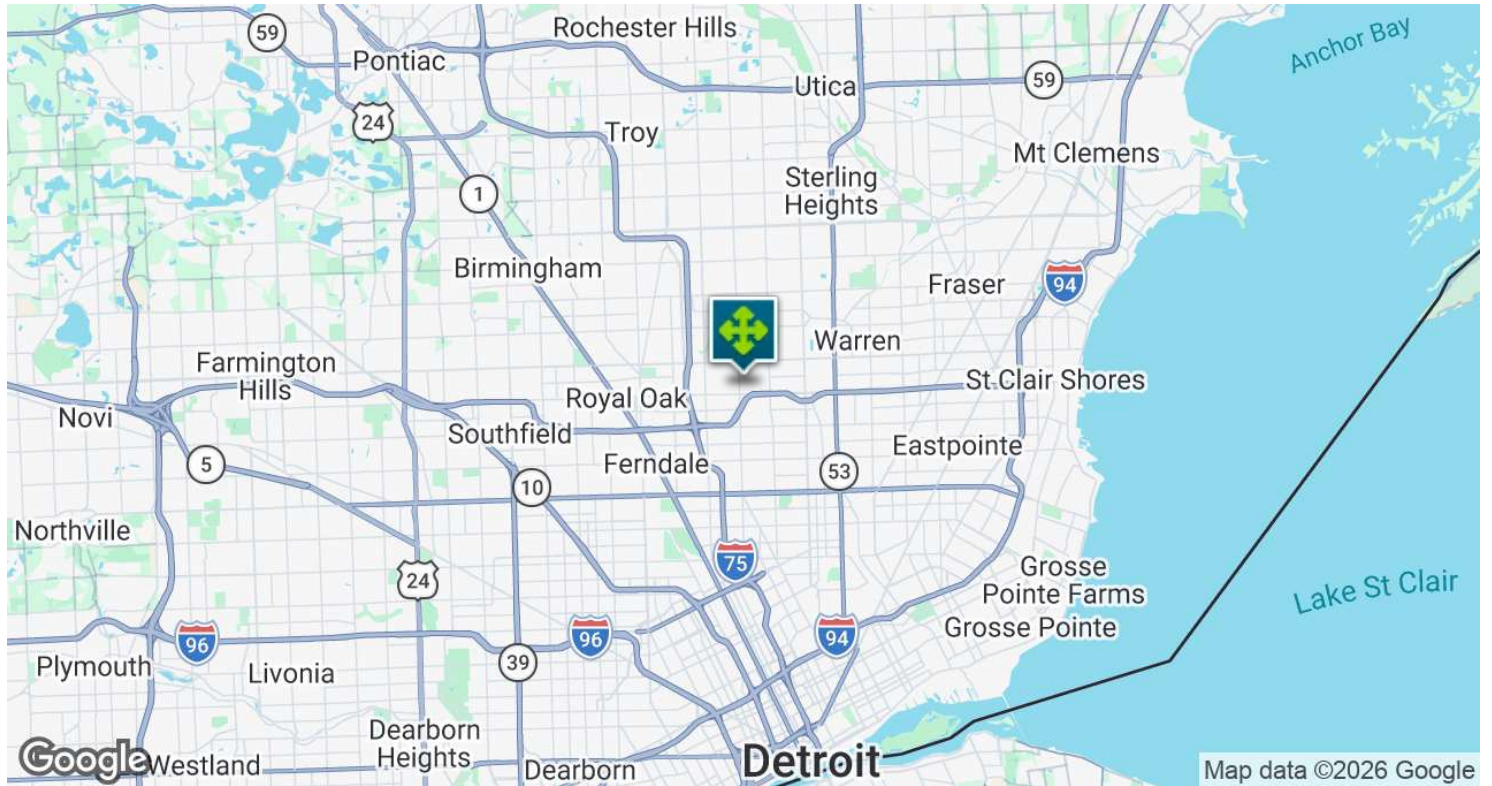 59
Rochester Hills
Anchor Bay
Pontiac
Utica
59
24
Troy
Mt Clemens
1
Sterling
Heights
Birmingham
Fraser
94
Warren
Farmington
Hills
St Clair Shores
Royal Oak
Novi
Southfield
Eastpointe
5
Ferndale
53
10
Northville
75
24
Grosse
Pointe Farms
Lake St Clair
Grosse Pointe
96
96
94
Plymouth
39
Livonia
Dearborn
Heights
Detroit
Google
Westland
Dearborn
Map data ©2026 Google